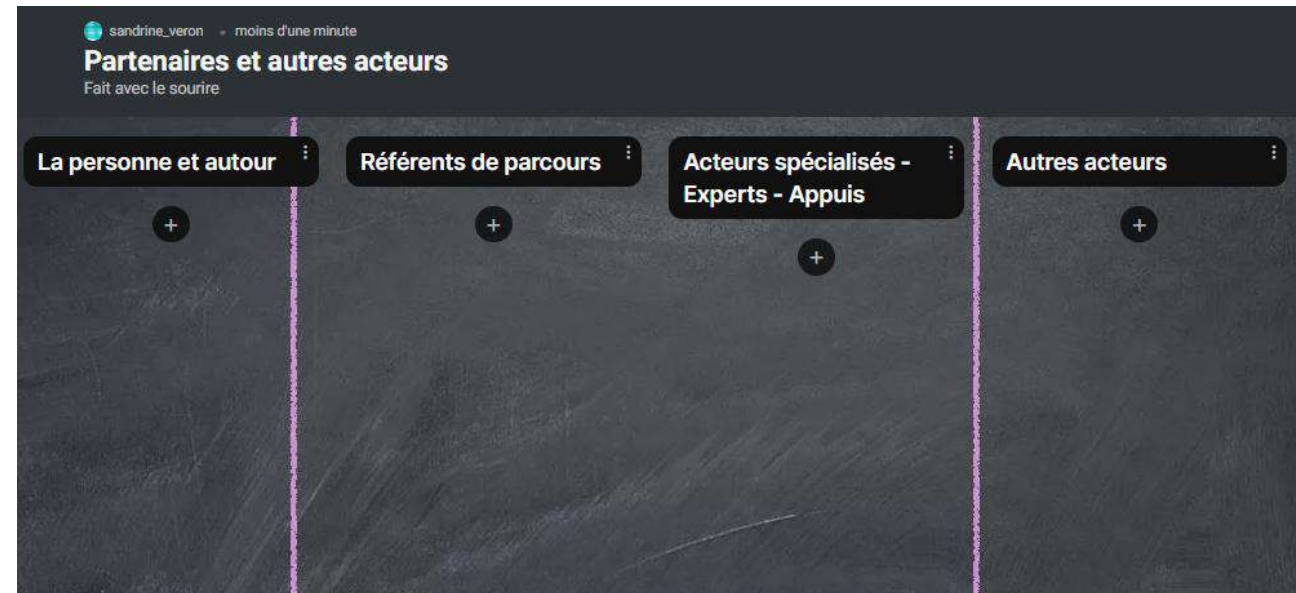 sandrine_veron • moins d'une minute
Partenaires et autres acteurs
Fait avec le sourire
La personne et autour
Référents de parcours
Acteurs spécialisés -
Experts - Appuis
Autres acteurs